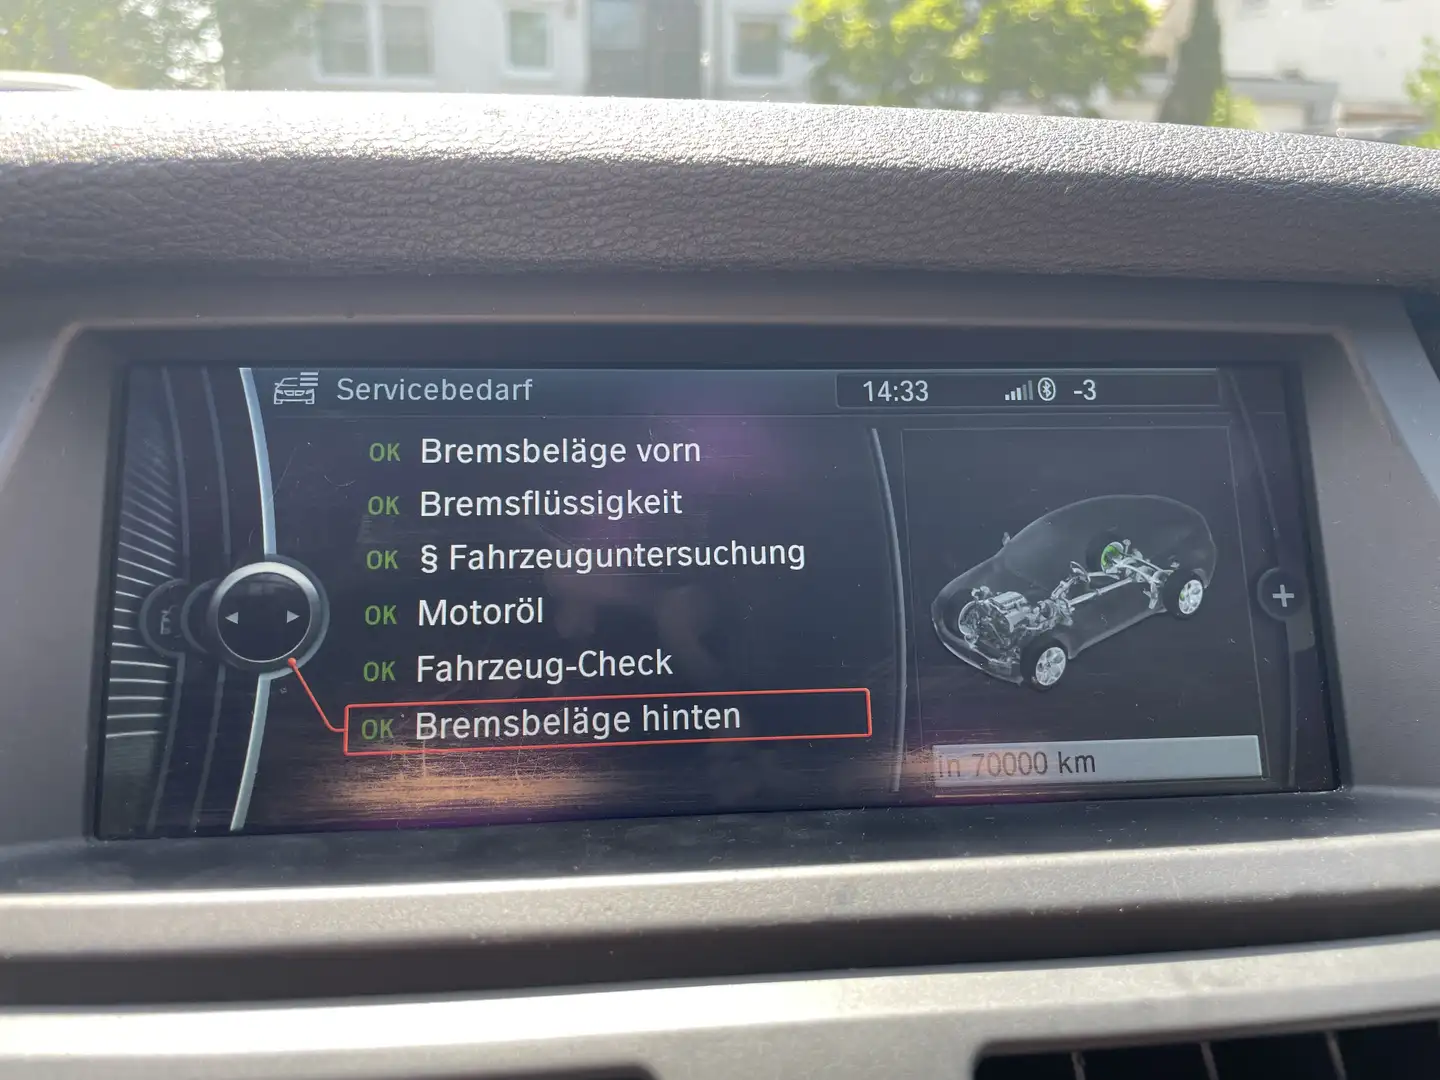 Servicebedarf
14:33
-3
OK Bremsbeläge vorn
OK Bremsflüssigkeit
OK § Fahrzeuguntersuchung
OK Motoröl
OK Fahrzeug-Check
OK Bremsbeläge hinten
in 70000 km